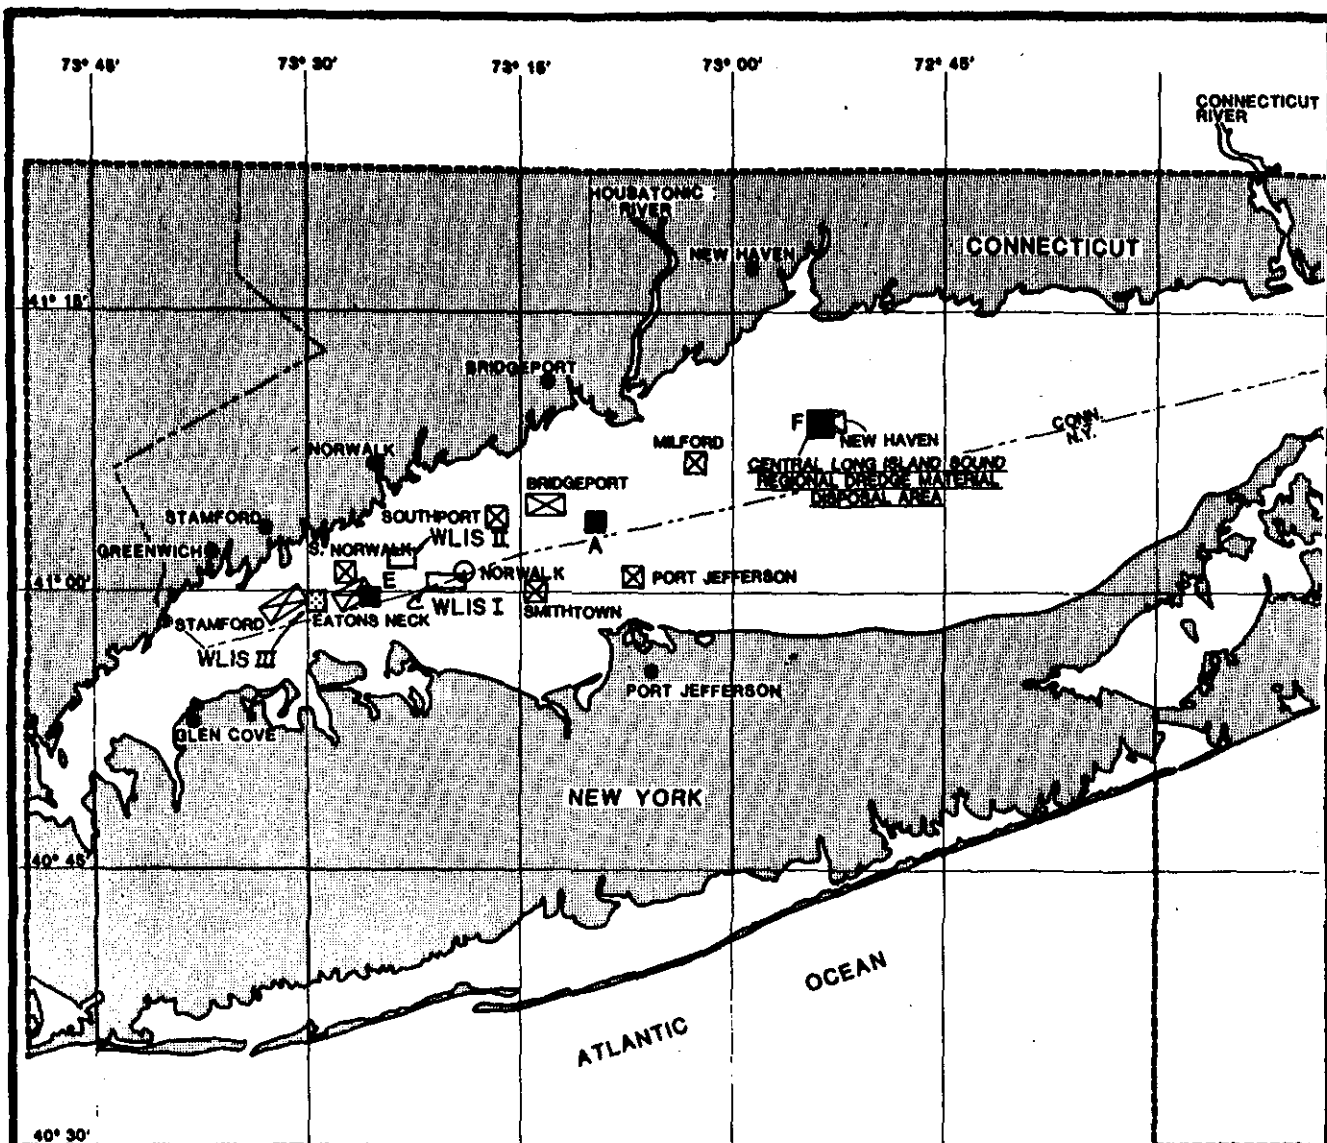 73° 45'
73° 30'
73° 15'
73° 00'
72° 45'
CONNECTICUT
RIVER
HOUSATONIC
RIVER
NEW HAVEN
CONNECTICUT
41° 15'
BRIDGEPORT
F
NEW HAVEN
CONN.
N.Y.
NORWALK
MILFORD
CENTRAL LONG ISLAND SOUND
REGIONAL DREDGE MATERIAL
DISPOSAL AREA
BRIDGEPORT
STAMFORD
SOUTHPORT
WLIS II
A
GREENWICH
S. NORWALK
41° 00'
E
NORWALK
PORT JEFFERSON
WLIS I
SMITHTOWN
STAMFORD
EATONS NECK
WLIS III
PORT JEFFERSON
GLEN COVE
NEW YORK
40° 45'
OCEAN
ATLANTIC
40° 30'